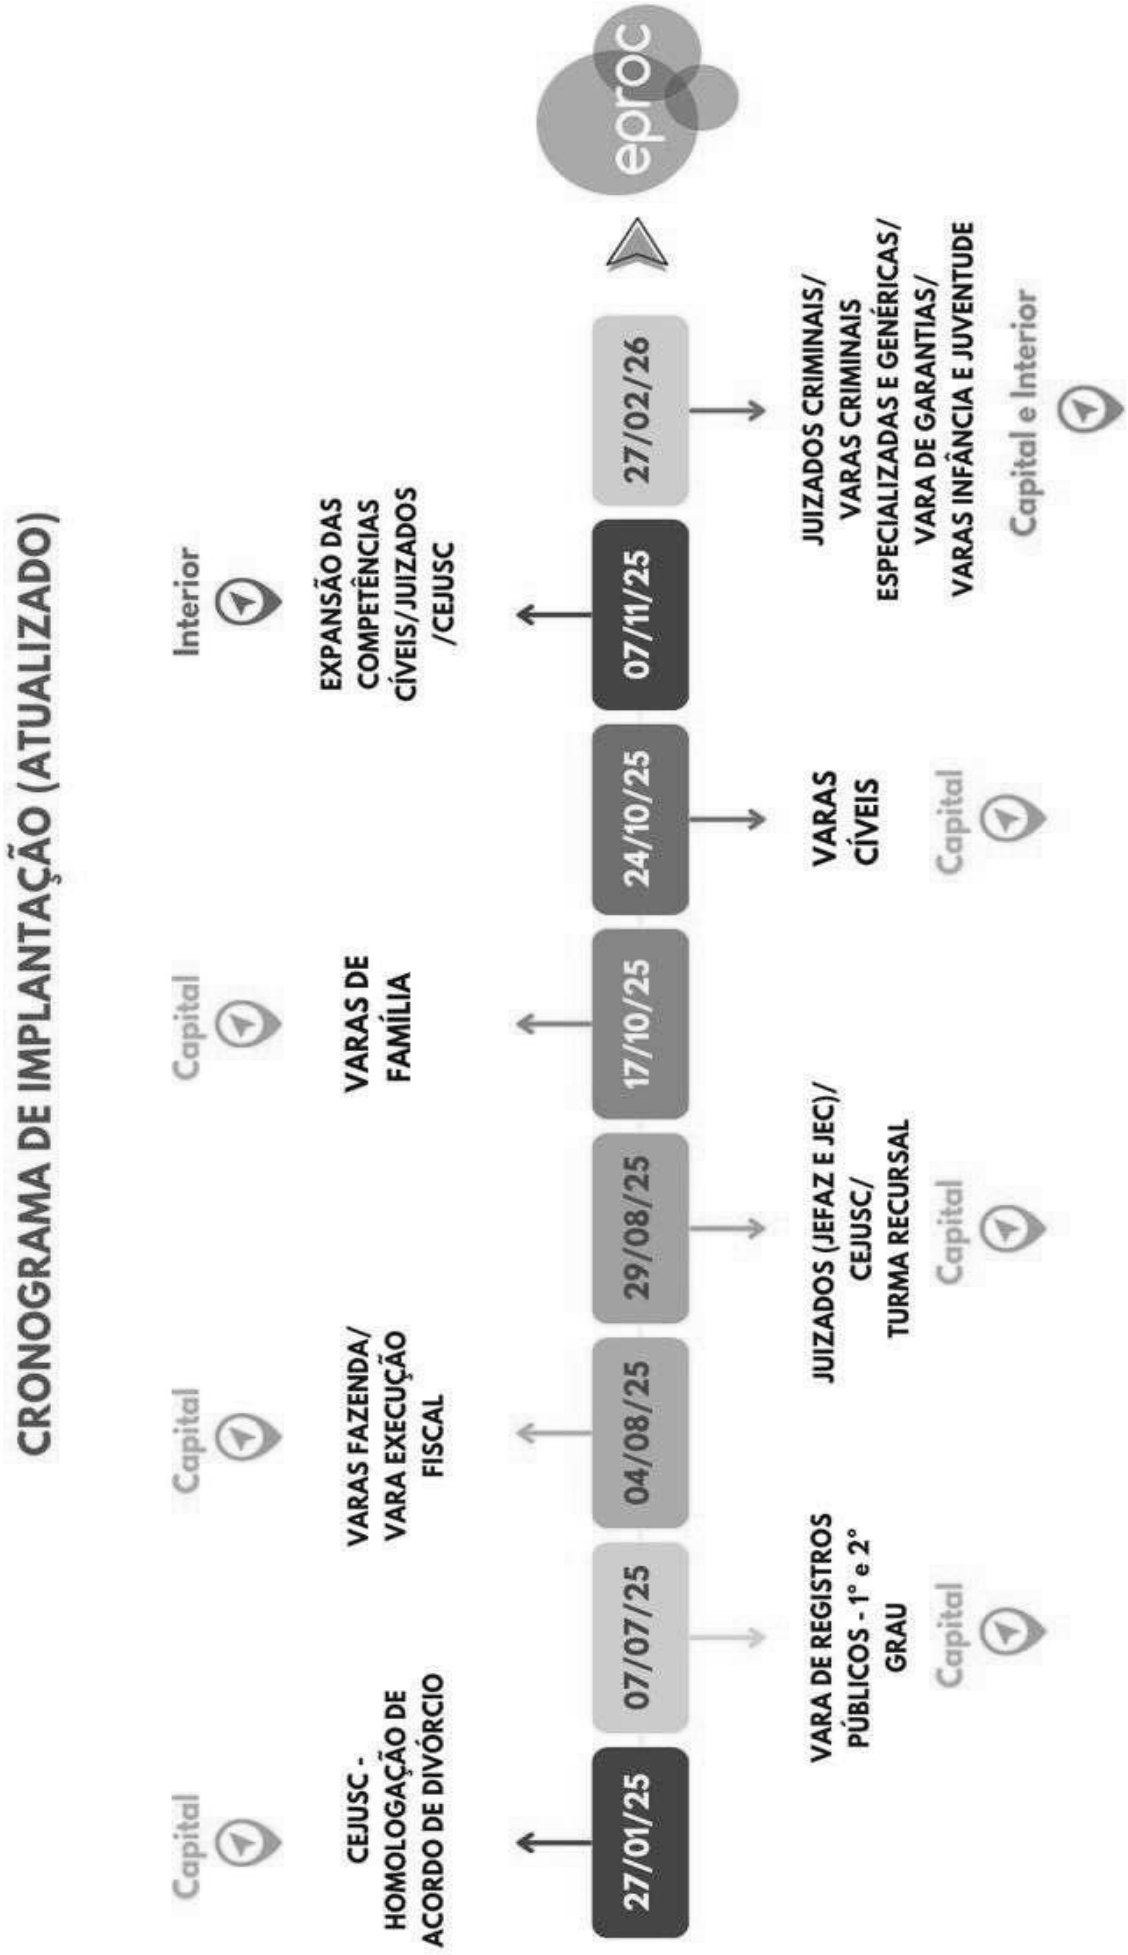 CRONOGRAMA DE IMPLANTAÇÃO (ATUALIZADO)
Capital
CEJUSC -
HOMOLOGAÇÃO DE
ACORDO DE DIVÓRCIO
27/01/25
07/07/25
VARA DE REGISTROS
PÚBLICOS - 1° e 2°
GRAU
Capital
Capital
VARAS FAZENDA/
VARA EXECUÇÃO
FISCAL
04/08/25
29/08/25
JUIZADOS (JEFAZ E JEC)/
CEJUSC/
TURMA RECURSAL
Capital
Capital
VARAS DE
FAMÍLIA
17/10/25
24/10/25
VARAS
CÍVEIS
Capital
Interior
EXPANSÃO DAS
COMPETÊNCIAS
CÍVEIS/JUIZADOS
/CEJUSC
07/11/25
27/02/26
JUIZADOS CRIMINAIS/
VARAS CRIMINAIS
ESPECIALIZADAS E GENÉRICAS/
VARA DE GARANTIAS/
VARAS INFÂNCIA E JUVENTUDE
Capital e Interior
eproc